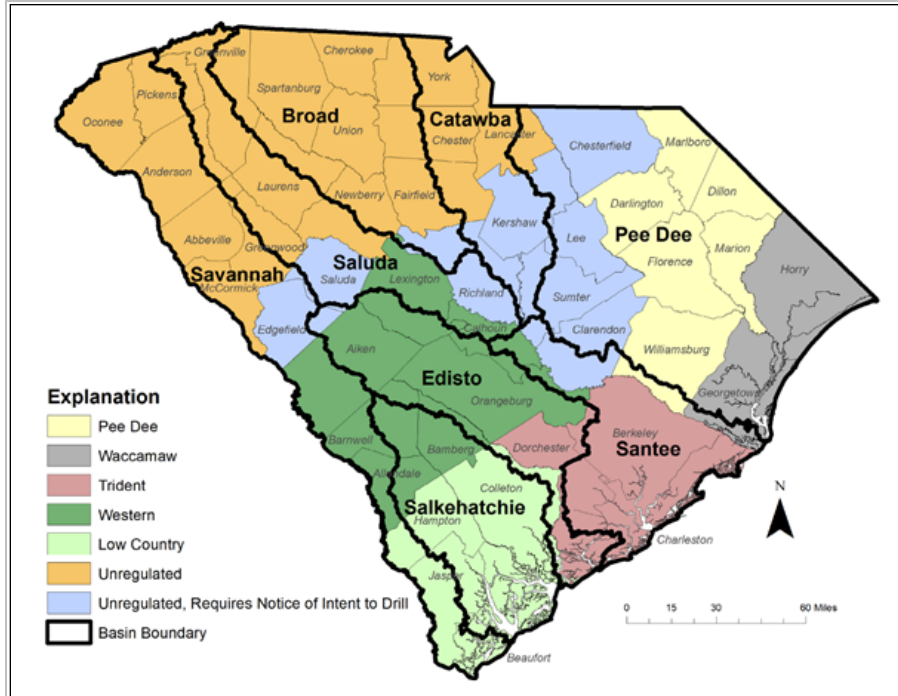 Greenville
Cherokee
York
Pickens
Spartanburg
Oconee
Broad
Catawba
Union
Chester
Lancaster
Chesterfield
Marlboro
Anderson
Laurens
Newberry
Fairfield
Dillon
Kershaw
Darlington
Abbeville
Greenwood
Lee
Pee Dee
Marion
Saluda
Florence
Horry
Savannah
Saluda
Lexington
McCormick
Richland
Sumter
Edgefield
Calhoun
Clarendon
Aiken
Williamsburg
Edisto
Georgetown
Orangeburg
Explanation
Pee Dee
Waccamaw
Trident
Western
Low Country
Unregulated
Unregulated, Requires Notice of Intent to Drill
Basin Boundary
Barnwell
Bamberg
Dorchester
Berkeley
Santee
Allendale
Colleton
Salkehatchie
Hampton
Charleston
Jasper
Beaufort
N
0 15 30 60 Miles